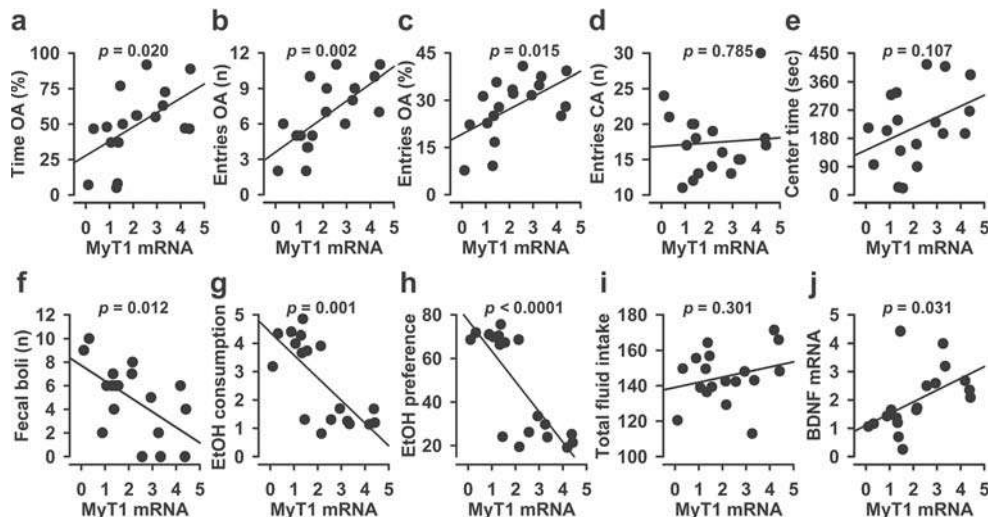 a b c d e
p = 0.020 p = 0.002 p = 0.015 p = 0.785 p = 0.107
Time OA (%)
100
75
50
25
0
0 1 2 3 4 5
MyT1 mRNA
Entries OA (n)
12
9
6
3
0
0 1 2 3 4 5
MyT1 mRNA
Entries OA (%)
45
30
15
0
0 1 2 3 4 5
MyT1 mRNA
Entries CA (n)
30
25
20
15
10
0 1 2 3 4 5
MyT1 mRNA
Center time (sec)
450
360
270
180
90
0
0 1 2 3 4 5
MyT1 mRNA
f g h i j
p = 0.012 p = 0.001 p < 0.0001 p = 0.301 p = 0.031
Fecal boli (n)
12
10
8
6
4
2
0
0 1 2 3 4 5
MyT1 mRNA
EtOH consumption
5
4
3
2
1
0
0 1 2 3 4 5
MyT1 mRNA
EtOH preference
80
60
40
20
0 1 2 3 4 5
MyT1 mRNA
Total fluid intake
180
160
140
120
100
0 1 2 3 4 5
MyT1 mRNA
BDNF mRNA
5
4
3
2
1
0
0 1 2 3 4 5
MyT1 mRNA